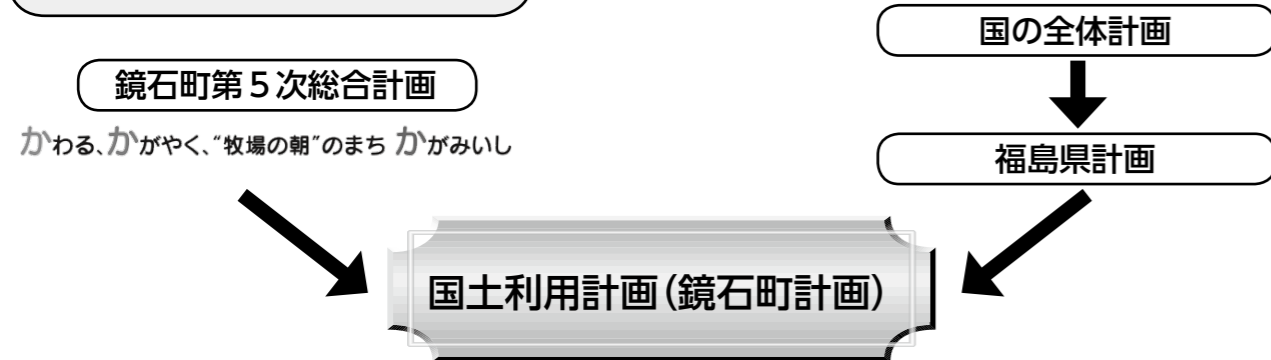 国の全体計画
鏡石町第５次総合計画
かわる、かがやく、“牧場の朝”のまち かがみいし
福島県計画
国土利用計画（鏡石町計画）